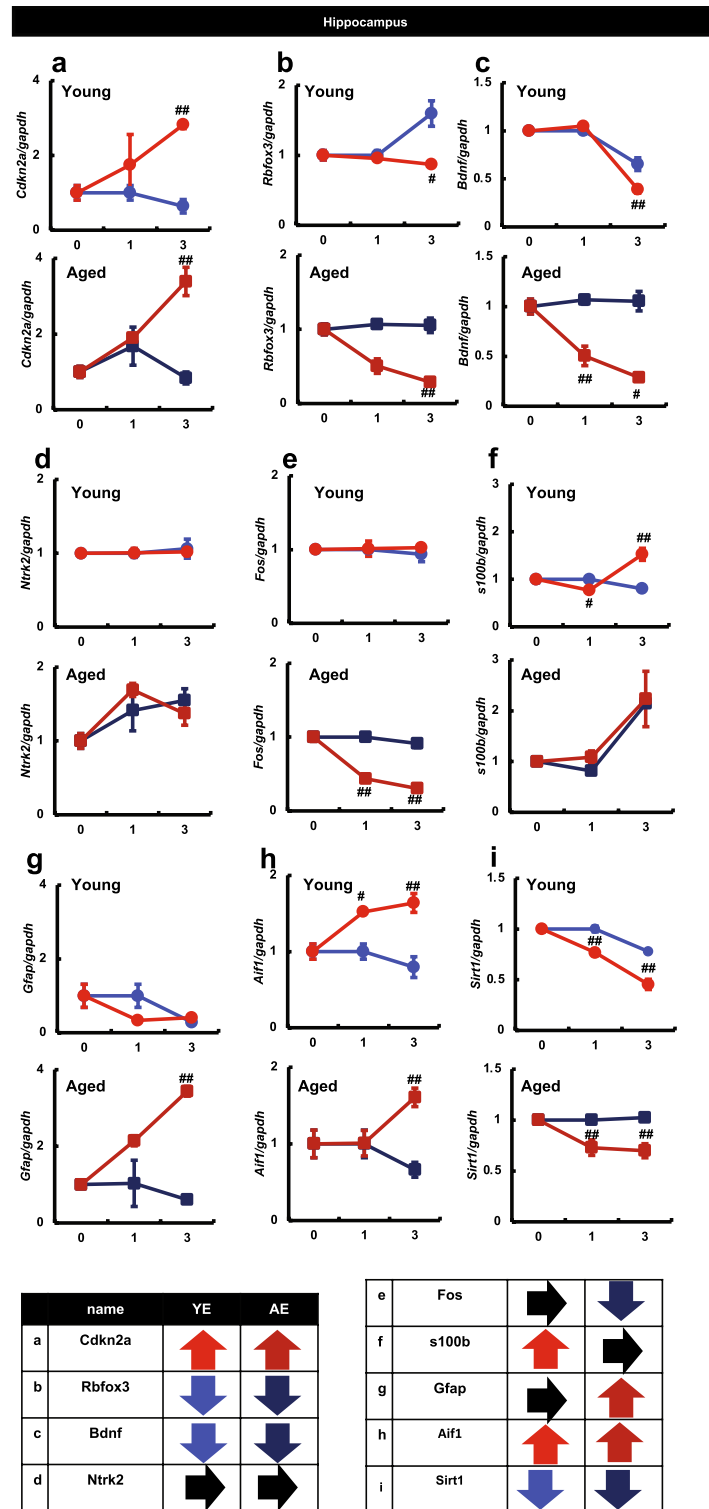 Hippocampus
a
Young
Cdkn2a/gapdh
4
2
0
##
0 1 3
Aged
Cdkn2a/gapdh
4
2
0
##
0 1 3
b
Young
Rbfox3/gapdh
2
1
0
#
0 1 3
Aged
Rbfox3/gapdh
2
1
0
##
0 1 3
c
Young
Bdnf/gapdh
1.5
1
0.5
0
##
0 1 3
Aged
Bdnf/gapdh
1.5
1
0.5
0
##
#
0 1 3
d
Young
Ntrk2/gapdh
2
1
0
0 1 3
Aged
Ntrk2/gapdh
2
1
0
0 1 3
e
Young
Fos/gapdh
2
1
0
0 1 3
Aged
Fos/gapdh
2
1
0
##
##
0 1 3
f
Young
s100b/gapdh
3
2
1
0
#
##
0 1 3
Aged
s100b/gapdh
3
2
1
0
0 1 3
g
Young
Gfap/gapdh
4
2
0
0 1 3
Aged
Gfap/gapdh
4
2
0
##
0 1 3
h
Young
Aif1/gapdh
2
1
0
#
##
0 1 3
Aged
Aif1/gapdh
2
1
0
##
0 1 3
i
Young
Sirt1/gapdh
1.5
1
0.5
0
##
##
0 1 3
Aged
Sirt1/gapdh
1.5
1
0.5
0
##
##
0 1 3
name YE AE
a Cdkn2a
b Rbfox3
c Bdnf
d Ntrk2
e Fos
f s100b
g Gfap
h Aif1
i Sirt1